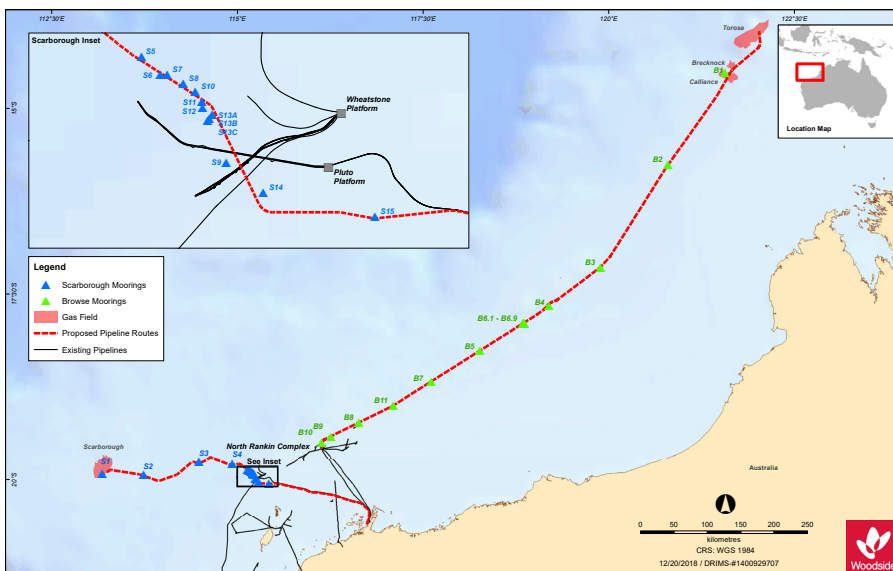 112°30'E
115°E
117°30'E
120°E
122°30'E
Scarborough Inset
S5
S6
S7
S8
S10
S11
S12
S13A
S13B
S13C
S9
S14
S15
Wheatstone
Platform
Pluto
Platform
Torosa
Brecknock
B1
Calliance
Location Map
15°S
17°30'S
20°S
B2
B3
B4
B6.1 - B6.9
B5
B7
B11
B8
B9
B10
Legend
Scarborough Moorings
Browse Moorings
Gas Field
Proposed Pipeline Routes
Existing Pipelines
Scarborough
S1
S2
S3
S4
North Rankin Complex
See Inset
Australia
0 50 100 150 200 250
kilometres
CRS: WGS 1984
12/20/2018 / DRIMS-#1400929707
Woodside